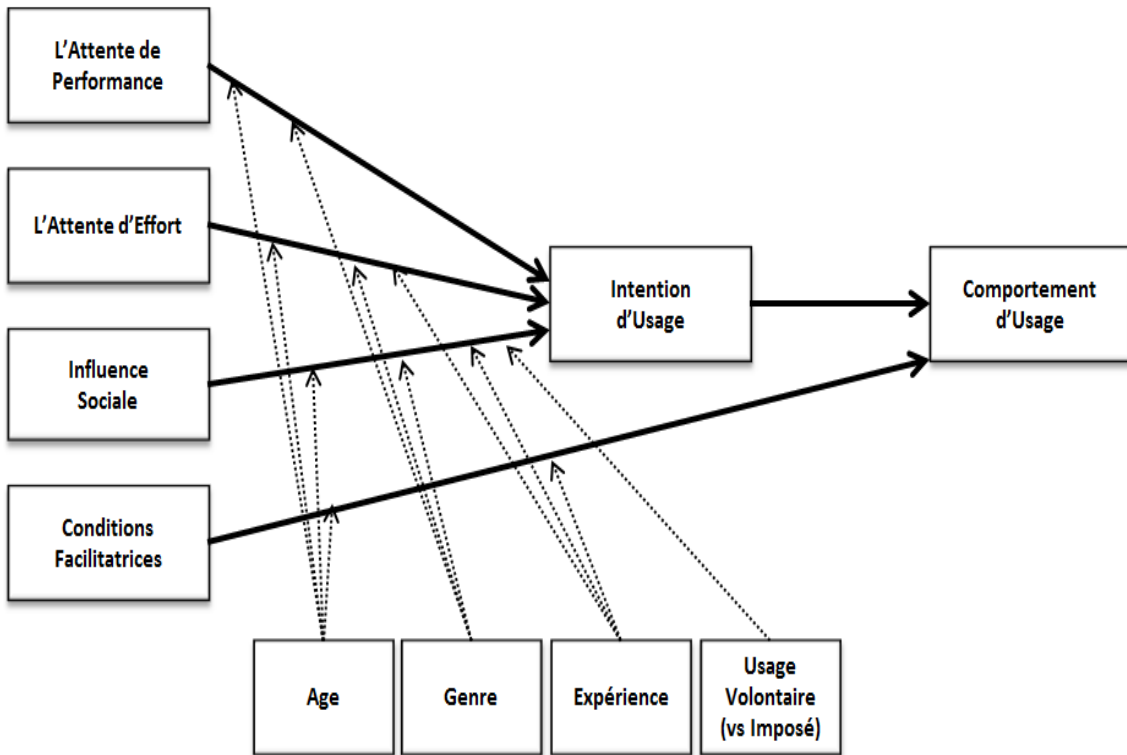 L'Attente de
Performance
L'Attente d'Effort
Influence
Sociale
Conditions
Facilitatrices
Intention
d'Usage
Comportement
d'Usage
Age
Genre
Expérience
Usage
Volontaire
(vs Imposé)